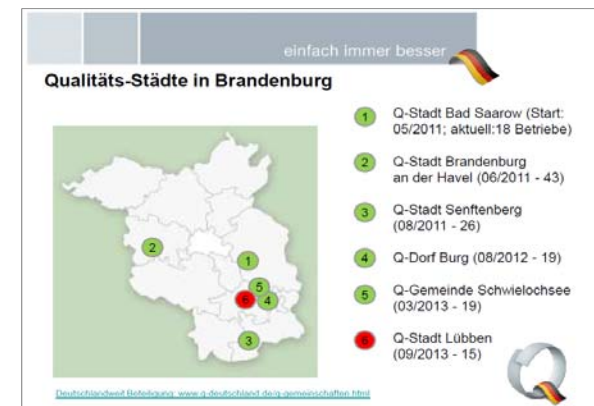 einfach immer besser
Qualitäts-Städte in Brandenburg
1 Q-Stadt Bad Saarow (Start:
05/2011; aktuell:18 Betriebe)
2 Q-Stadt Brandenburg
an der Havel (06/2011 - 43)
3 Q-Stadt Senftenberg
(08/2011 - 26)
4 Q-Dorf Burg (08/2012 - 19)
5 Q-Gemeinde Schwielochsee
(03/2013 - 19)
6 Q-Stadt Lübben
(09/2013 - 15)
2
1
5
6
4
3
Deutschlandweit Beteiligung: www.q-deutschland.de/q-gemeinschaften.html